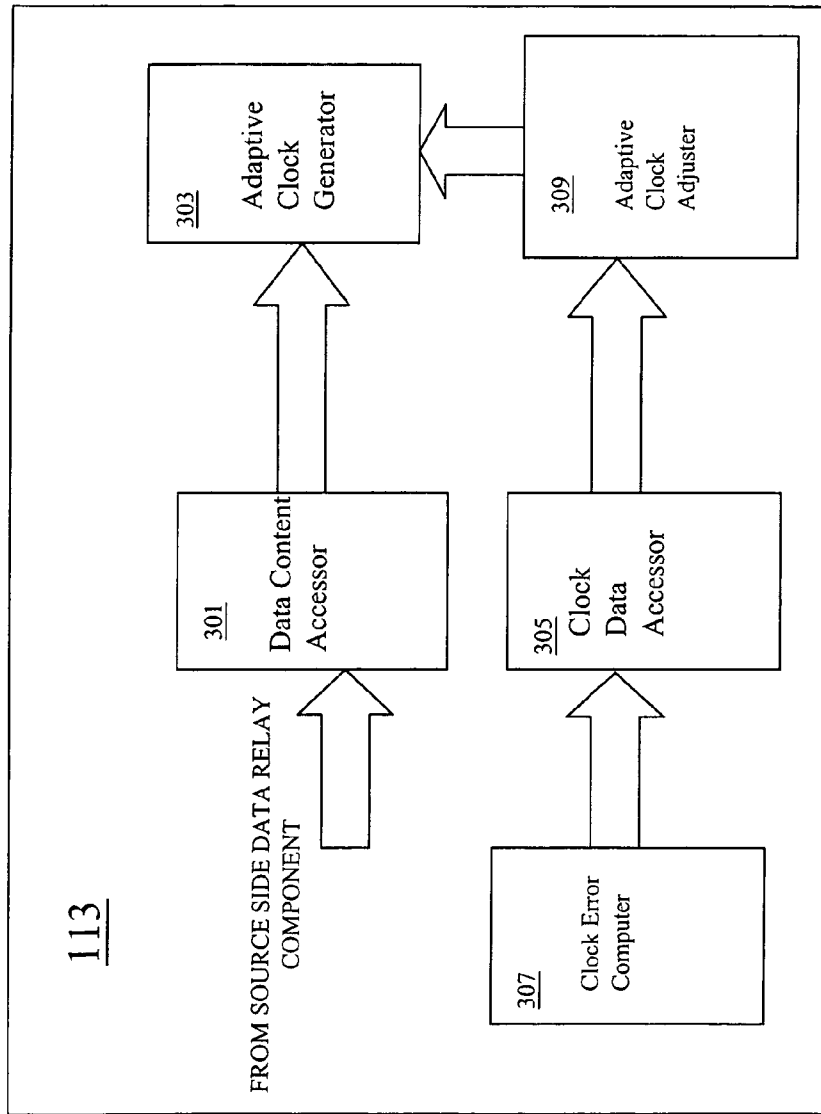 113
FROM SOURCE SIDE DATA RELAY
COMPONENT
301
Data Content
Accessor
303
Adaptive
Clock
Generator
307
Clock Error
Computer
305
Clock
Data
Accessor
309
Adaptive
Clock
Adjuster